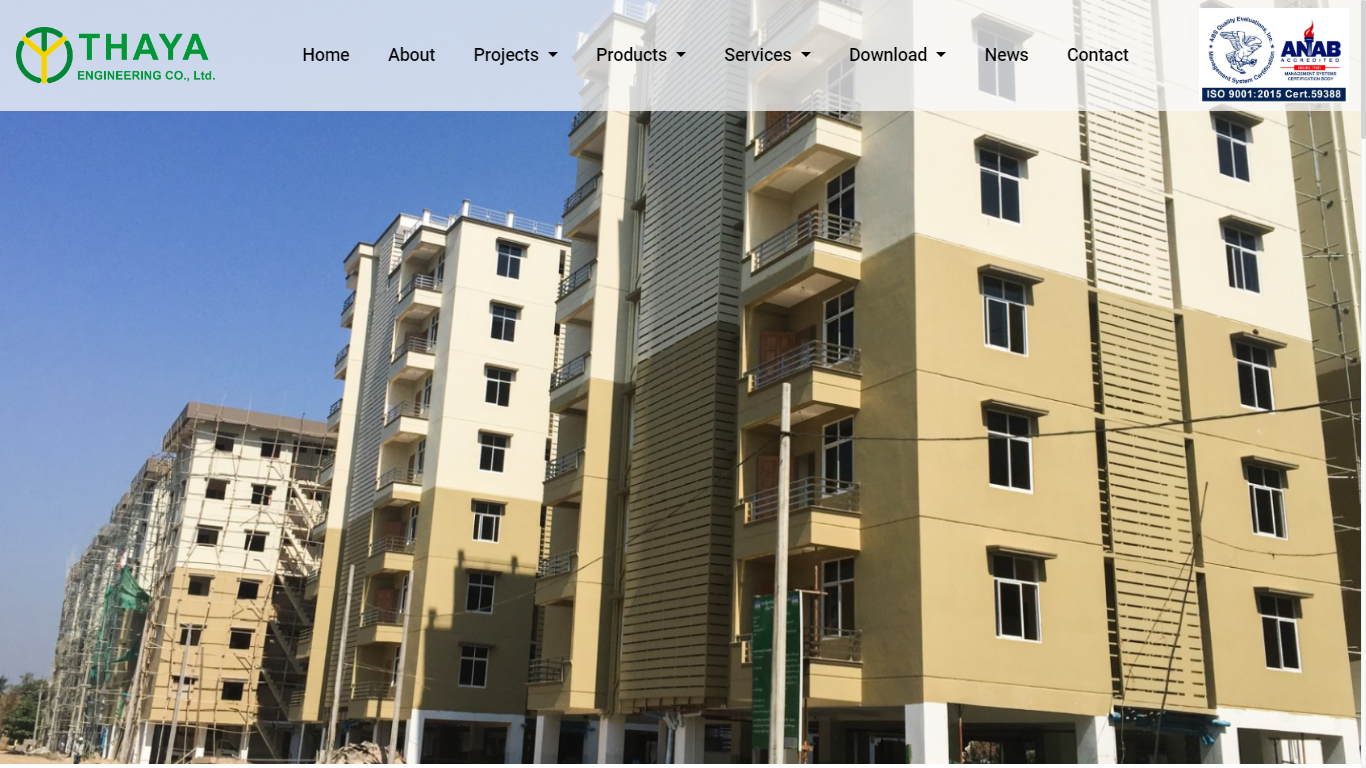 THAYA
ENGINEERING CO., Ltd.
Home
About
Projects
Products
Services
Download
News
Contact
ABS Quality Evaluations, Inc.
Management System Certification
ANAB
ACCREDITED
MANAGEMENT SYSTEMS
CERTIFICATION BODY
ISO 9001:2015 Cert.59388